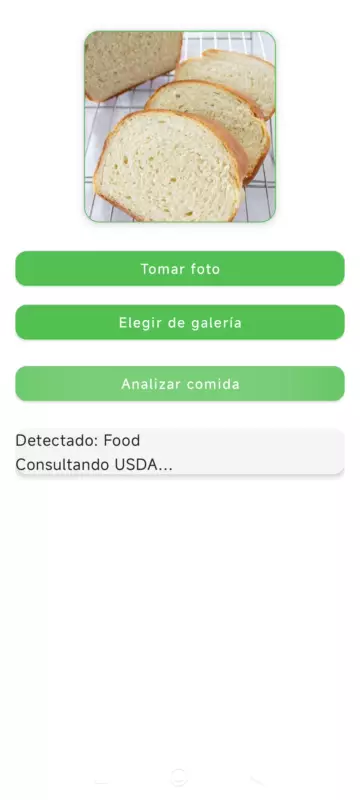 Tomar foto
Elegir de galería
Analizar comida
Detectado: Food
Consultando USDA...